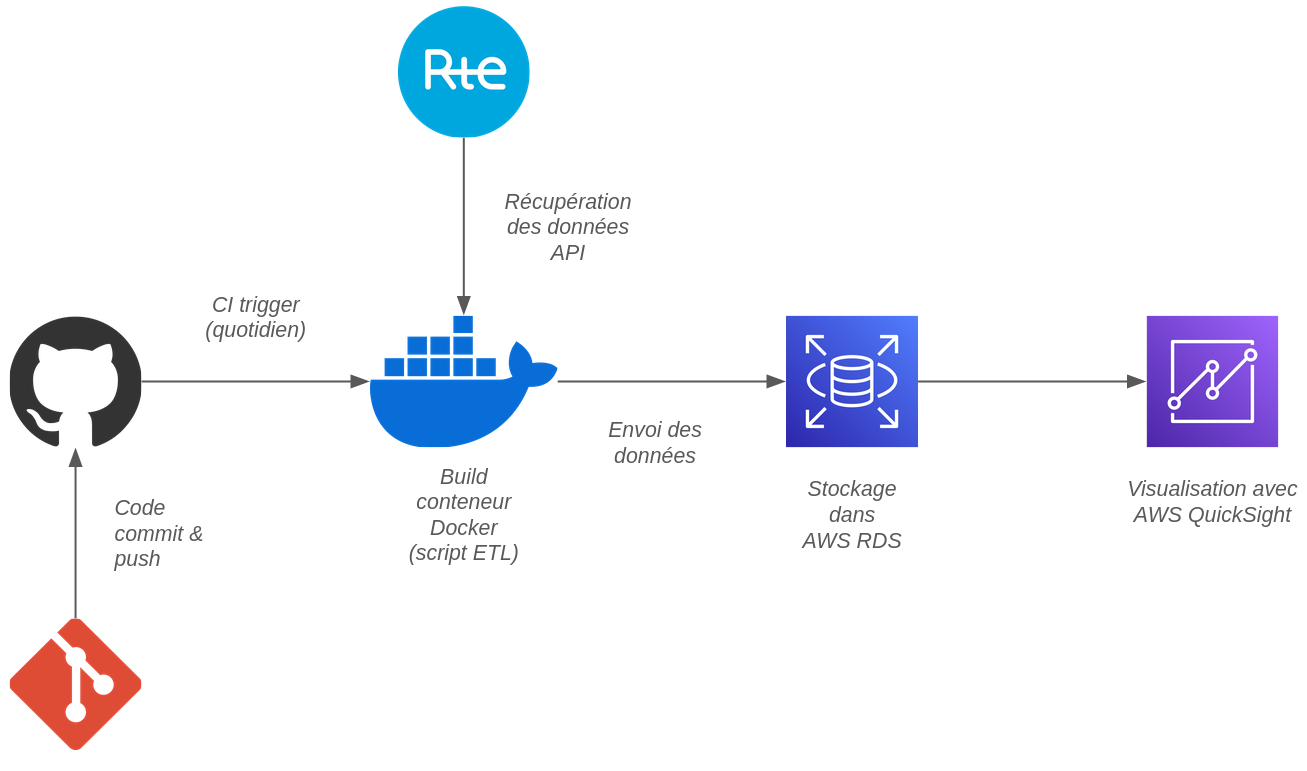 Rte
Récupération
des données
API
CI trigger
(quotidien)
Envoi des
données
Build
conteneur
Docker
(script ETL)
Stockage
dans
AWS RDS
Visualisation avec
AWS QuickSight
Code
commit &
push